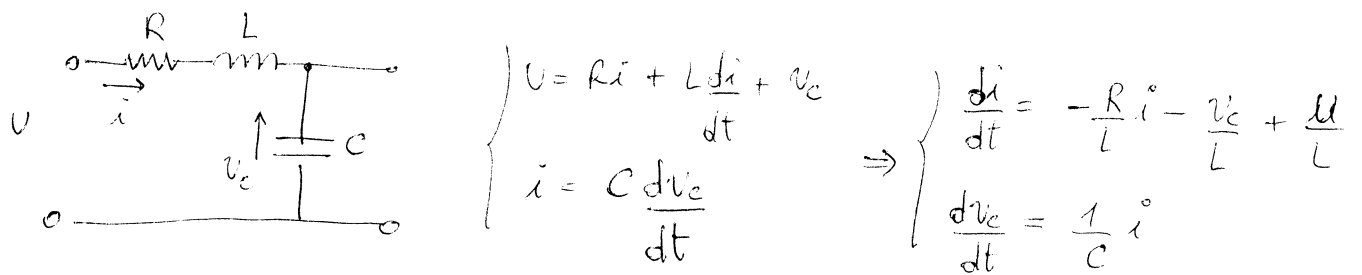 R L
U i v_c C
U = Ri + L di/dt + v_c
i = C dv_c/dt
⇒
di/dt = -R/L i - v_c/L + u/L
dv_c/dt = 1/C i